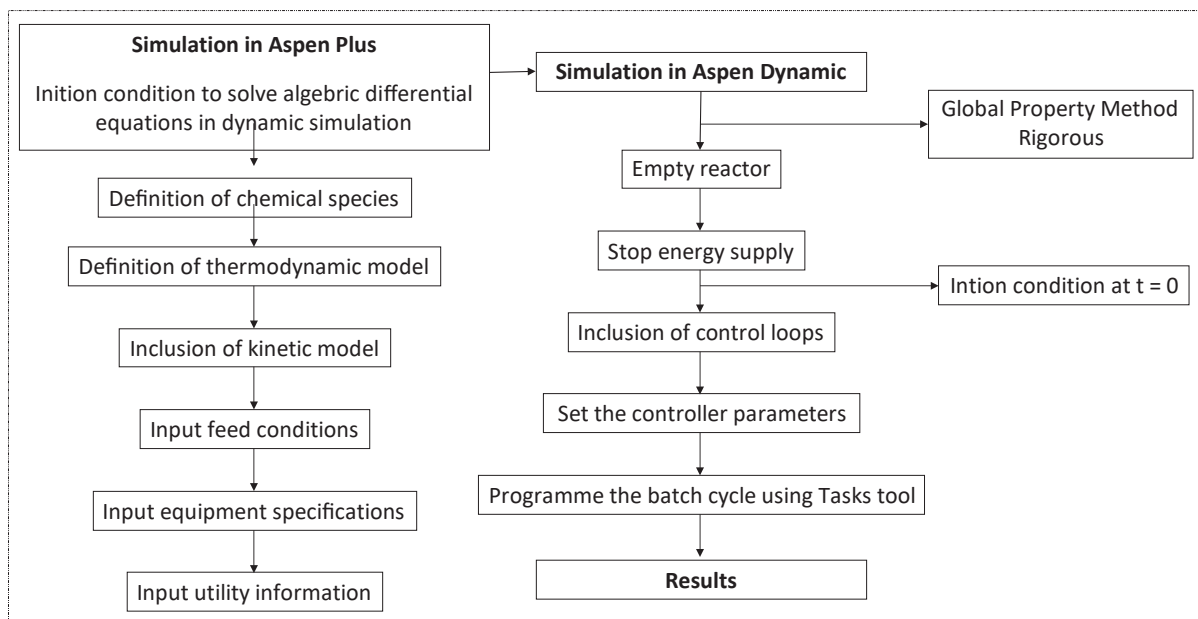 Simulation in Aspen Plus
Inition condition to solve algebric differential
equations in dynamic simulation
Definition of chemical species
Definition of thermodynamic model
Inclusion of kinetic model
Input feed conditions
Input equipment specifications
Input utility information
Simulation in Aspen Dynamic
Global Property Method
Rigorous
Empty reactor
Stop energy supply
Intion condition at t = 0
Inclusion of control loops
Set the controller parameters
Programme the batch cycle using Tasks tool
Results